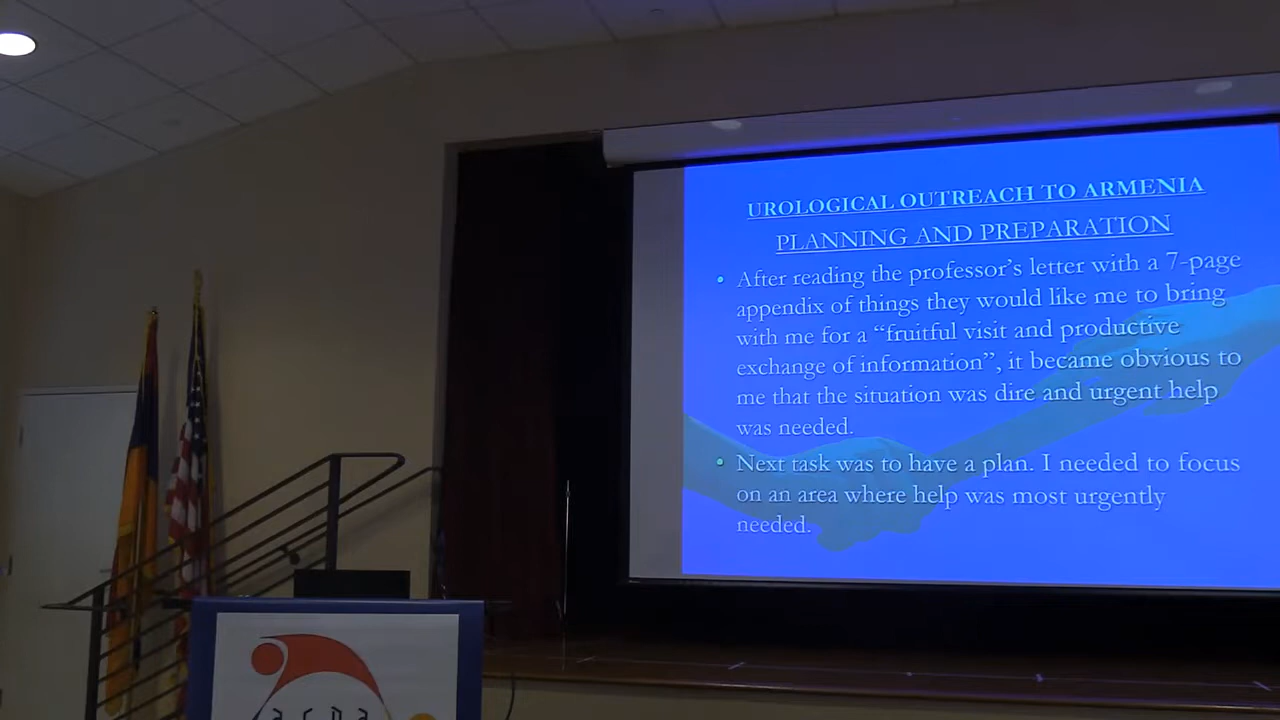 UROLOGICAL OUTREACH TO ARMENIA
PLANNING AND PREPARATION
• After reading the professor's letter with a 7-page
appendix of things they would like me to bring
with me for a “fruitful visit and productive
exchange of information”, it became obvious to
me that the situation was dire and urgent help
was needed.
• Next task was to have a plan. I needed to focus
on an area where help was most urgently
needed.